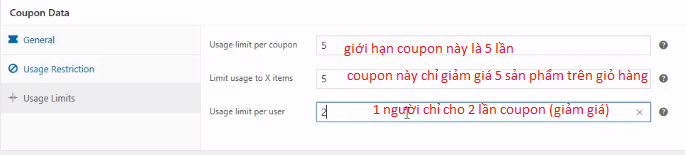 Coupon Data
General
Usage limit per coupon
5
giới hạn coupon này là 5 lần
Usage Restriction
Limit usage to X items
5
coupon này chỉ giảm giá 5 sản phẩm trên giỏ hàng
Usage Limits
Usage limit per user
2
1 người chỉ cho 2 lần coupon (giảm giá)